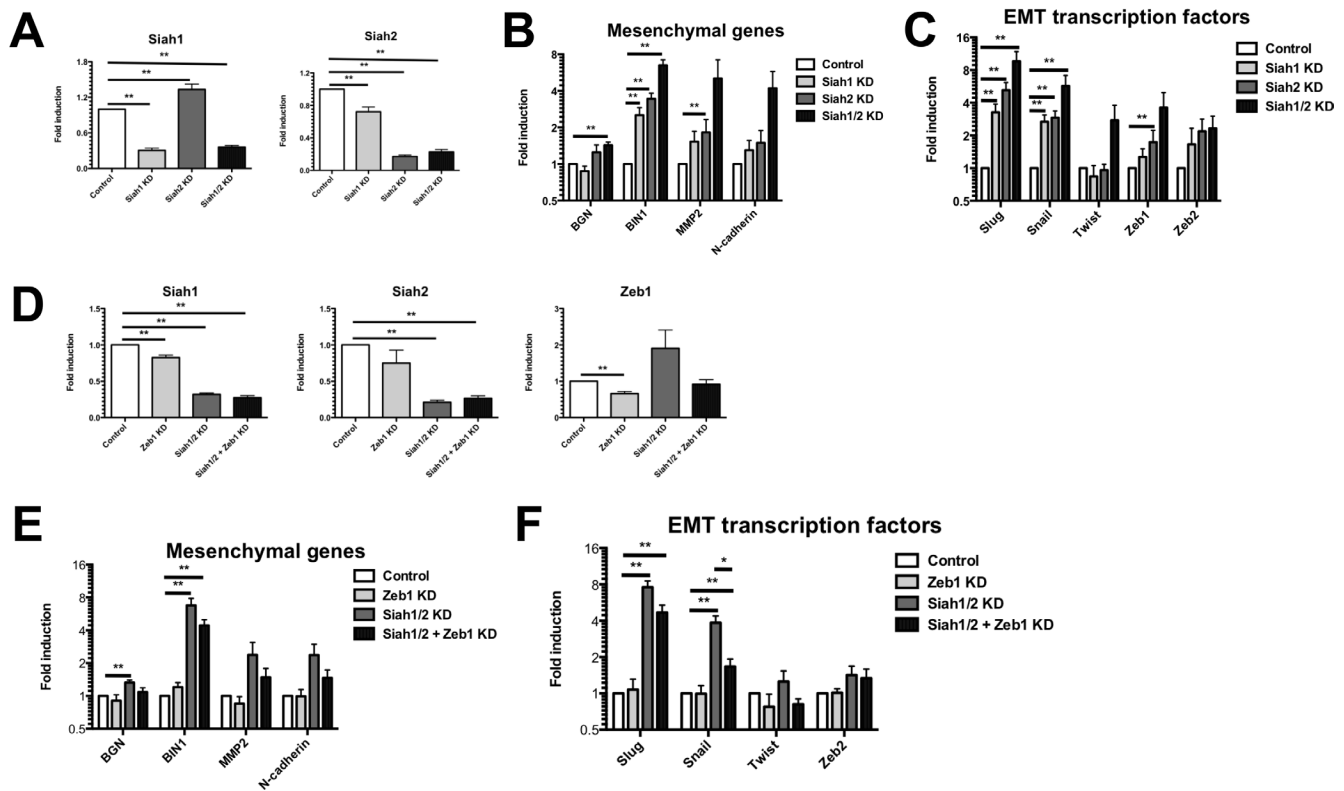 A
Siah1
**
**
**
Fold induction
1.8
1.2
0.6
0.0
Control
Siah1 KD
Siah2 KD
Siah1/2 KD
Siah2
**
**
**
Fold induction
1.2
0.8
0.4
0.0
Control
Siah1 KD
Siah2 KD
Siah1/2 KD
B
Mesenchymal genes
Fold induction
8
4
2
1
0.5
**
**
**
**
**
**
BGN
BIN1
MMP2
N-cadherin
Control
Siah1 KD
Siah2 KD
Siah1/2 KD
C
EMT transcription factors
Fold induction
16
8
4
2
1
0.5
**
**
**
**
**
**
**
Slug
Snail
Twist
Zeb1
Zeb2
Control
Siah1 KD
Siah2 KD
Siah1/2 KD
D
Siah1
**
**
**
Fold induction
1.5
1.0
0.5
0.0
Control
Zeb1 KD
Siah1/2 KD
Siah1/2 + Zeb1 KD
Siah2
**
**
Fold induction
1.5
1.0
0.5
0.0
Control
Zeb1 KD
Siah1/2 KD
Siah1/2 + Zeb1 KD
Zeb1
**
Fold induction
3
2
1
0
Control
Zeb1 KD
Siah1/2 KD
Siah1/2 + Zeb1 KD
E
Mesenchymal genes
Fold induction
16
8
4
2
1
0.5
**
**
**
BGN
BIN1
MMP2
N-cadherin
Control
Zeb1 KD
Siah1/2 KD
Siah1/2 + Zeb1 KD
F
EMT transcription factors
Fold induction
16
8
4
2
1
0.5
**
**
*
**
**
Slug
Snail
Twist
Zeb2
Control
Zeb1 KD
Siah1/2 KD
Siah1/2 + Zeb1 KD